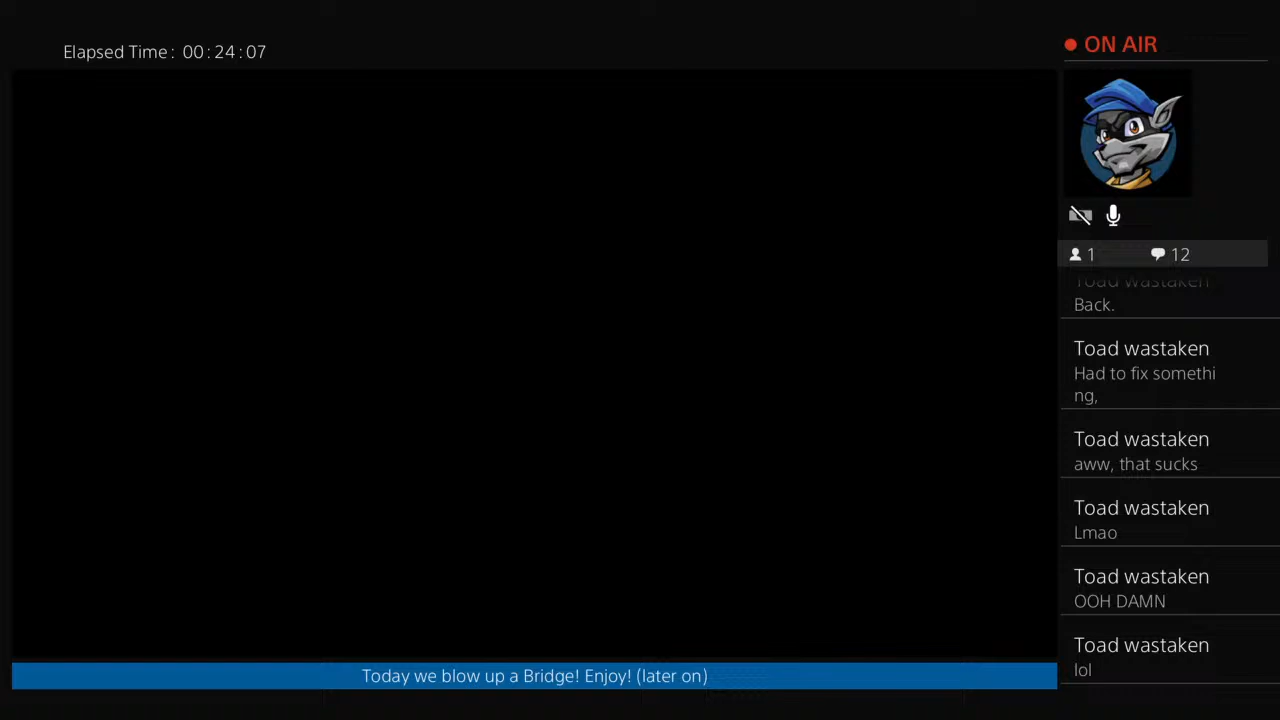 Elapsed Time: 00:24:07
ON AIR
1 12
Toad wastaken
Back.
Toad wastaken
Had to fix somethi
ng,
Toad wastaken
aww, that sucks
Toad wastaken
Lmao
Toad wastaken
OOH DAMN
Toad wastaken
lol
Today we blow up a Bridge! Enjoy! (later on)